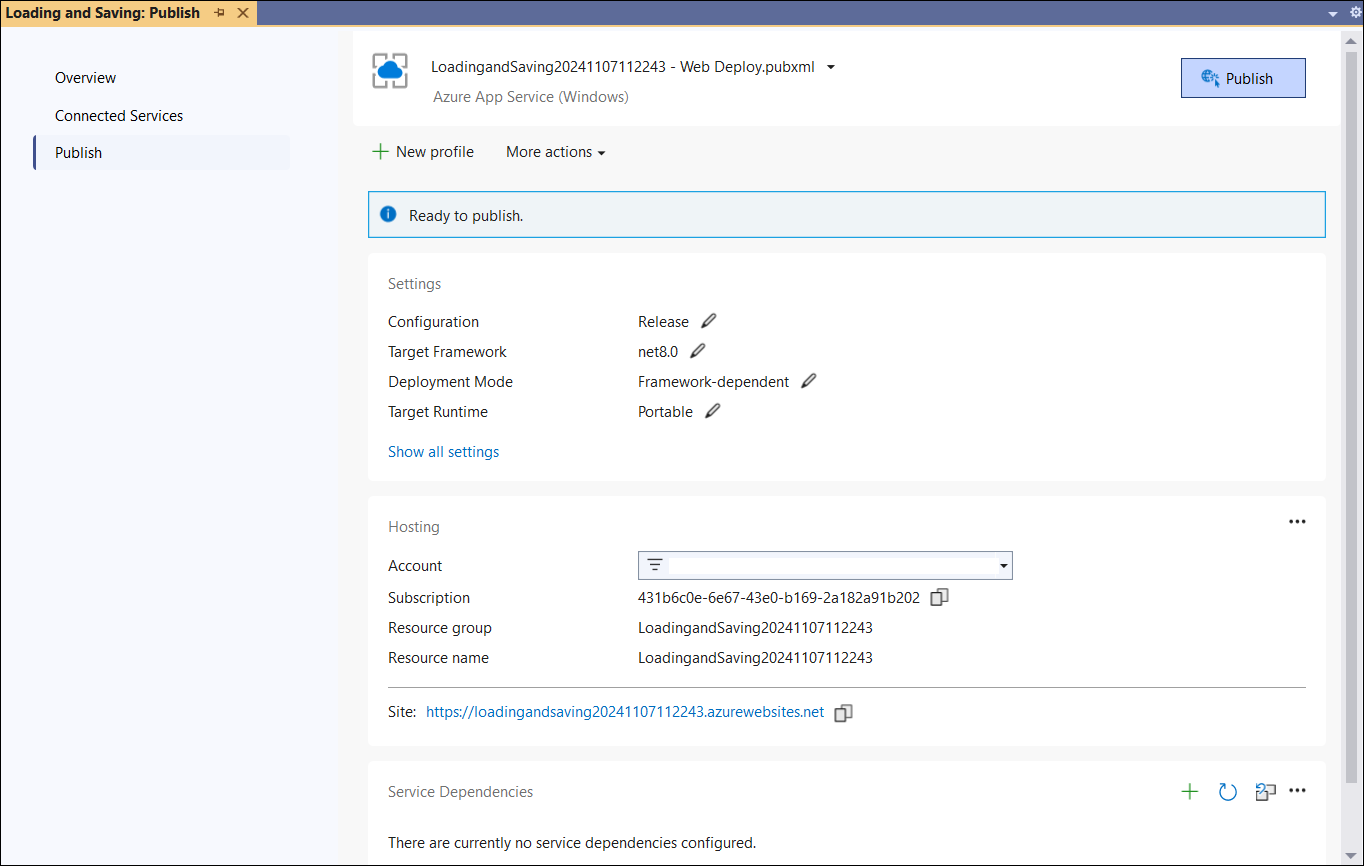 Loading and Saving: Publish
Overview
Connected Services
Publish
LoadingandSaving20241107112243 - Web Deploy.pubxml
Azure App Service (Windows)
Publish
New profile More actions
Ready to publish.
Settings
Configuration Release
Target Framework net8.0
Deployment Mode Framework-dependent
Target Runtime Portable
Show all settings
Hosting
Account
Subscription 431b6c0e-6e67-43e0-b169-2a182a91b202
Resource group LoadingandSaving20241107112243
Resource name LoadingandSaving20241107112243
Site: https://loadingandsaving20241107112243.azurewebsites.net
Service Dependencies
There are currently no service dependencies configured.